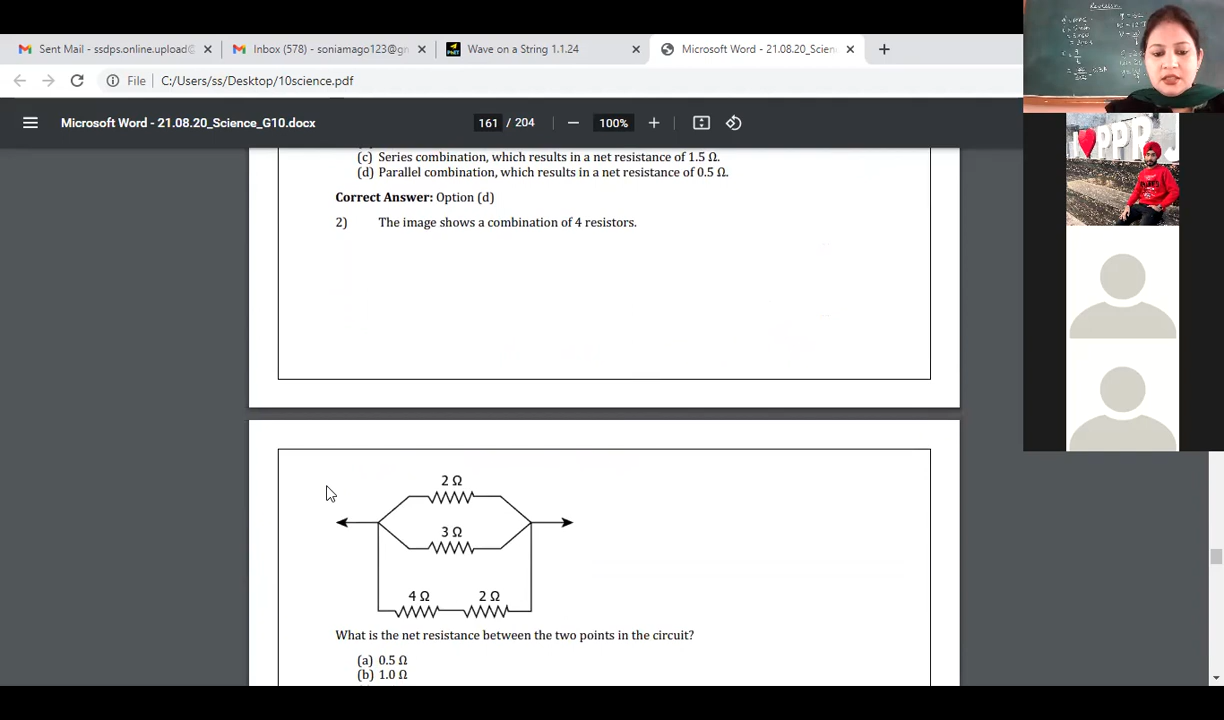 Sent Mail - ssdps.online.upload@
Inbox (578) - soniamago123@gn
Wave on a String 1.1.24
Microsoft Word - 21.08.20_Scien
File
C:/Users/ss/Desktop/10science.pdf
Microsoft Word - 21.08.20_Science_G10.docx
161 / 204
100%
(c) Series combination, which results in a net resistance of 1.5 Ω.
(d) Parallel combination, which results in a net resistance of 0.5 Ω.
Correct Answer: Option (d)
2) The image shows a combination of 4 resistors.
2 Ω
3 Ω
4 Ω 2 Ω
What is the net resistance between the two points in the circuit?
(a) 0.5 Ω
(b) 1.0 Ω
Revision
I ♥ PPR